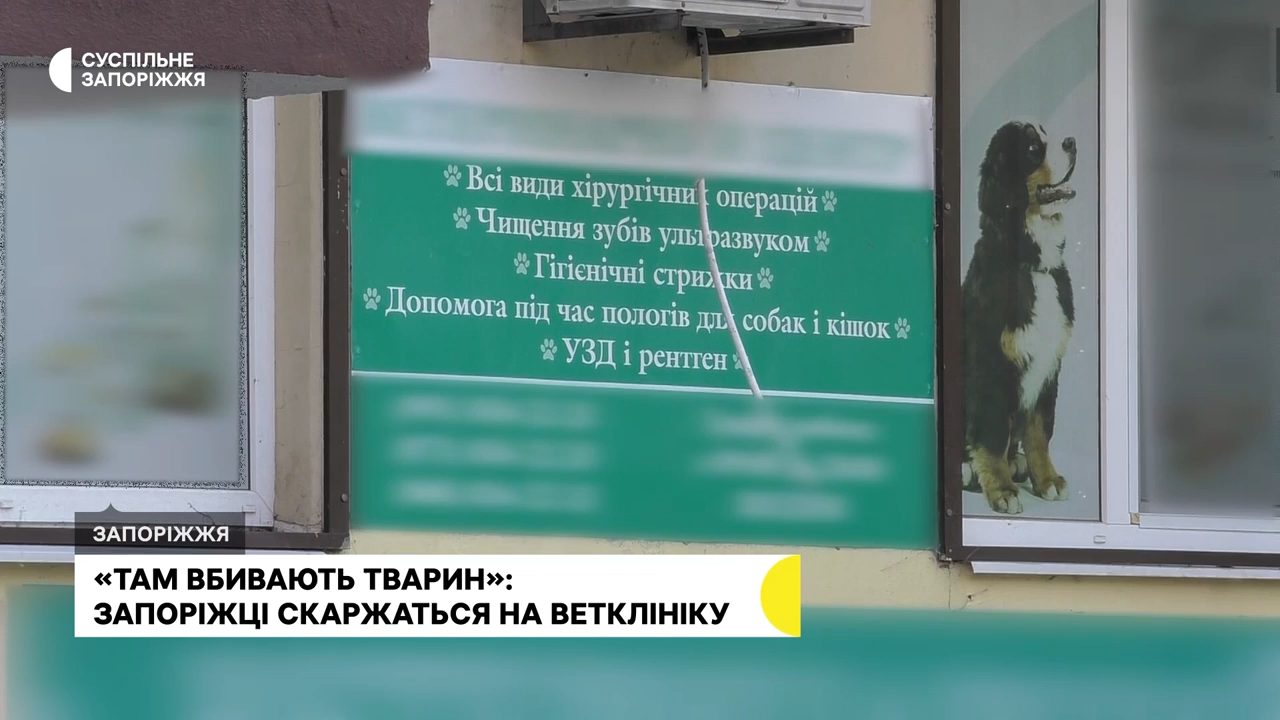 СУСПІЛЬНЕ
ЗАПОРІЖЖЯ
Всі види хірургічних операцій
Чищення зубів ультразвуком
Гігієнічні стрижки
Допомога під час пологів для собак і кішок
УЗД і рентген
ЗАПОРІЖЖЯ
«ТАМ ВБИВАЮТЬ ТВАРИН»:
ЗАПОРІЖЦІ СКАРЖАТЬСЯ НА ВЕТКЛІНІКУ